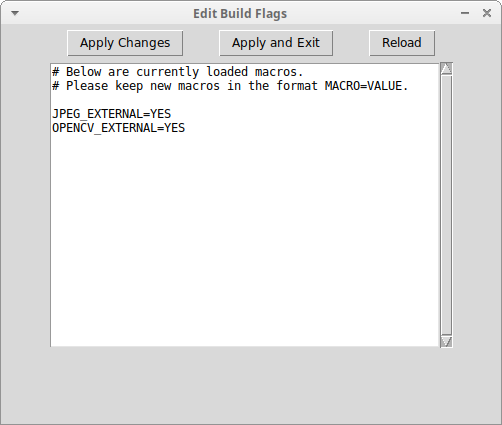 Edit Build Flags
Apply Changes
Apply and Exit
Reload
# Below are currently loaded macros.
# Please keep new macros in the format MACRO=VALUE.
JPEG_EXTERNAL=YES
OPENCV_EXTERNAL=YES